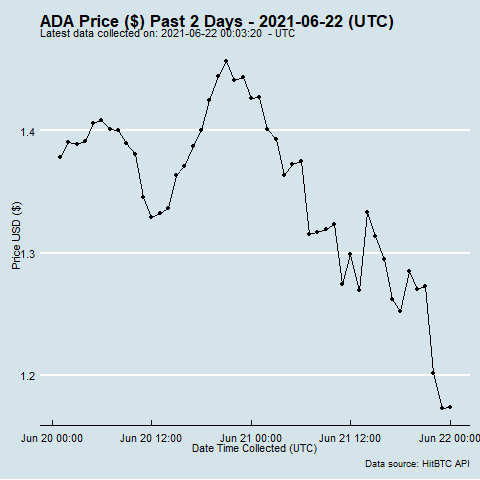 ADA Price ($) Past 2 Days - 2021-06-22 (UTC)
Latest data collected on: 2021-06-22 00:03:20  - UTC
1.4
1.3
1.2
Price USD ($)
Jun 20 00:00 Jun 20 12:00 Jun 21 00:00 Jun 21 12:00 Jun 22 00:00
Date Time Collected (UTC)
Data source: HitBTC API